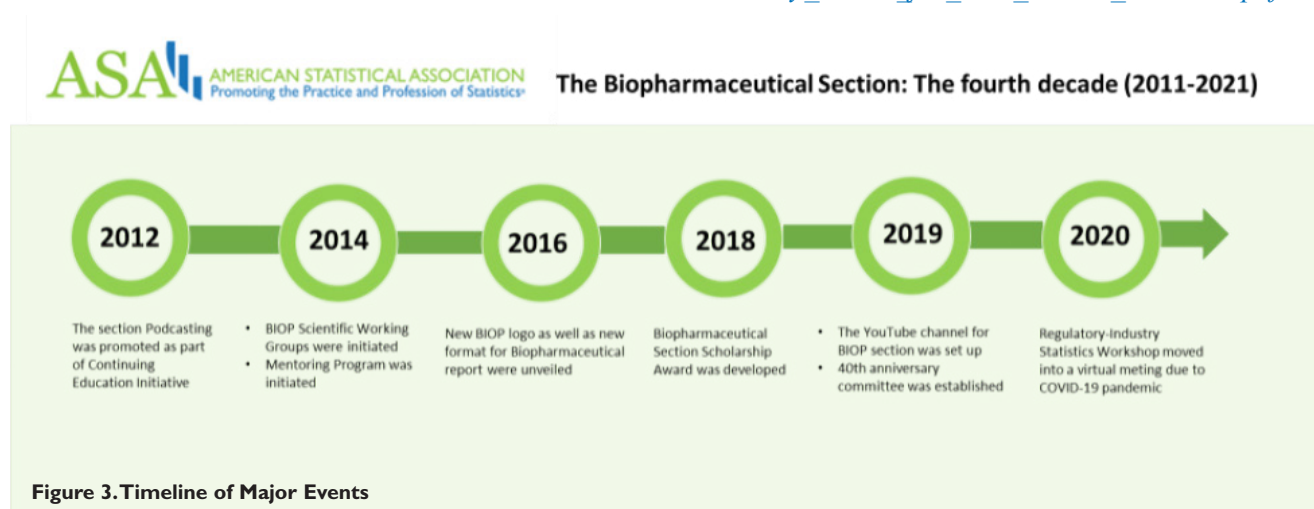 ASA AMERICAN STATISTICAL ASSOCIATION
Promoting the Practice and Profession of Statistics®
The Biopharmaceutical Section: The fourth decade (2011-2021)
2012
2014
2016
2018
2019
2020
The section Podcasting
was promoted as part
of Continuing
Education Initiative
• BIOP Scientific Working
Groups were initiated
• Mentoring Program was
initiated
New BIOP logo as well as new
format for Biopharmaceutical
report were unveiled
Biopharmaceutical
Section Scholarship
Award was developed
• The YouTube channel for
BIOP section was set up
• 40th anniversary
committee was established
Regulatory-Industry
Statistics Workshop moved
into a virtual meting due to
COVID-19 pandemic
Figure 3. Timeline of Major Events